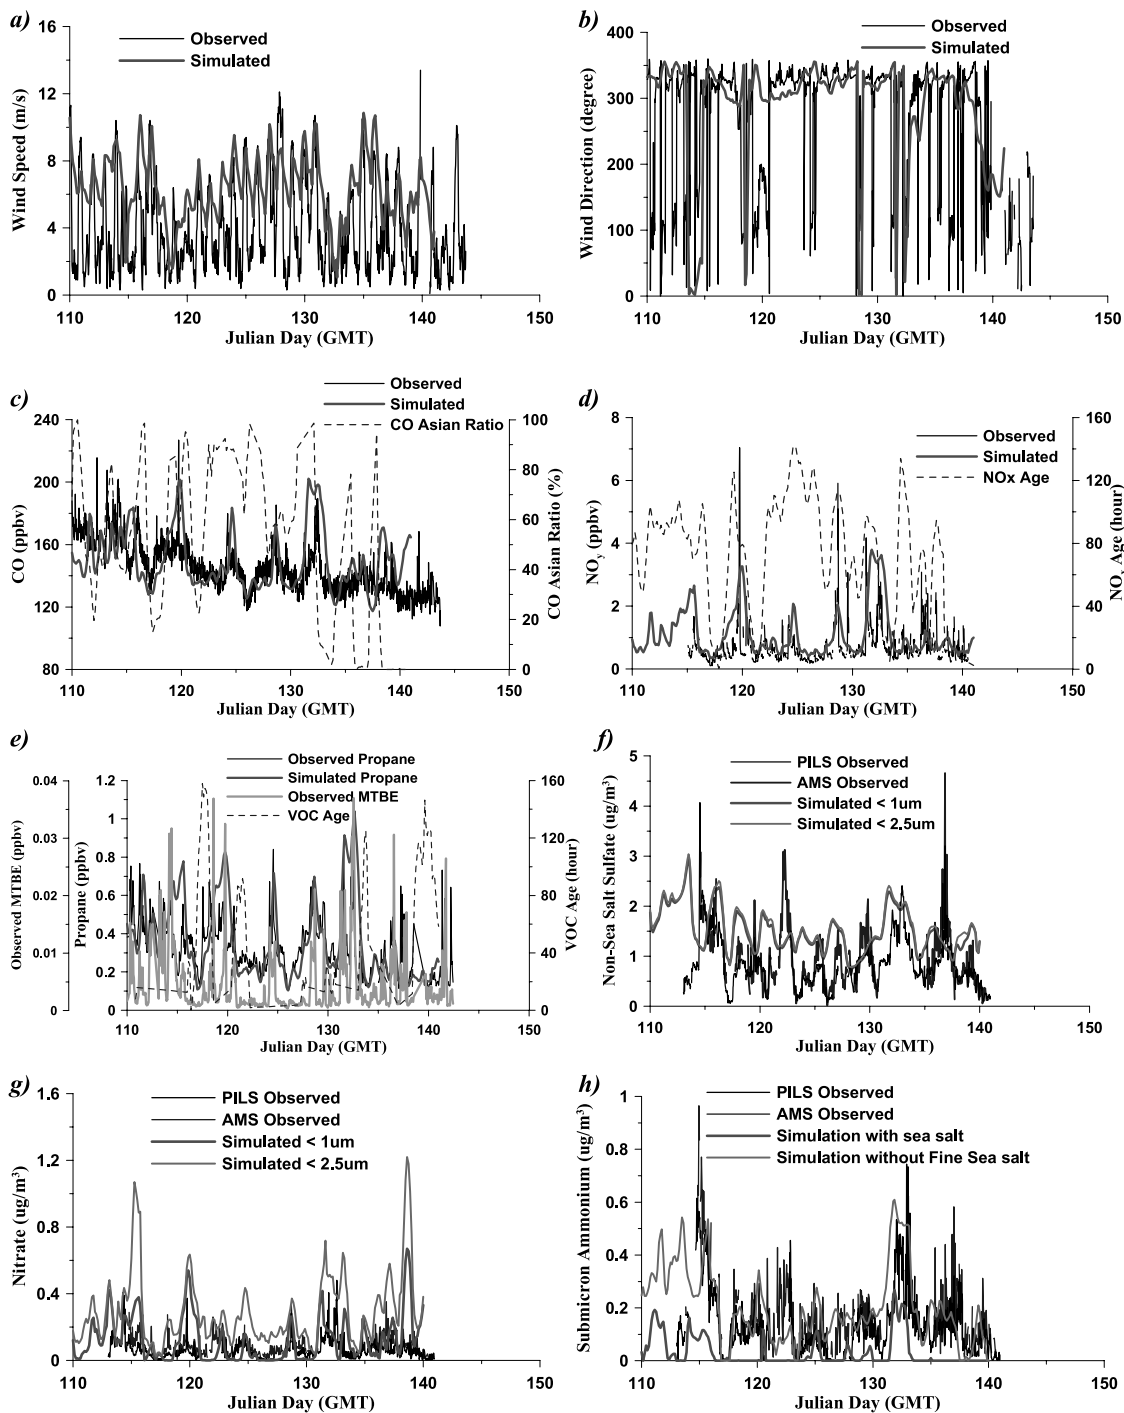 a)
16
12
8
4
0
Wind Speed (m/s)
Observed
Simulated
110 120 130 140 150
Julian Day (GMT)
b)
400
300
200
100
0
Wind Direction (degree)
Observed
Simulated
110 120 130 140 150
Julian Day (GMT)
c)
240
200
160
120
80
CO (ppbv)
Observed
Simulated
CO Asian Ratio
100
80
60
40
20
0
CO Asian Ratio (%)
110 120 130 140 150
Julian Day (GMT)
d)
8
6
4
2
0
NOy (ppbv)
Observed
Simulated
NOx Age
160
120
80
40
0
NOx Age (hour)
110 120 130 140 150
Julian Day (GMT)
e)
0.04
0.03
0.02
0.01
0
Observed MTBE (ppbv)
1.2
1
0.8
0.6
0.4
0.2
0
Propane (ppbv)
Observed Propane
Simulated Propane
Observed MTBE
VOC Age
160
120
80
40
0
VOC Age (hour)
110 120 130 140 150
Julian Day (GMT)
f)
5
4
3
2
1
0
Non-Sea Salt Sulfate (ug/m³)
PILS Observed
AMS Observed
Simulated < 1um
Simulated < 2.5um
110 120 130 140 150
Julian Day (GMT)
g)
1.6
1.2
0.8
0.4
0
Nitrate (ug/m³)
PILS Observed
AMS Observed
Simulated < 1um
Simulated < 2.5um
110 120 130 140 150
Julian Day (GMT)
h)
1
0.8
0.6
0.4
0.2
0
Submicron Ammonium (ug/m³)
PILS Observed
AMS Observed
Simulation with sea salt
Simulation without Fine Sea salt
110 120 130 140 150
Julian Day (GMT)